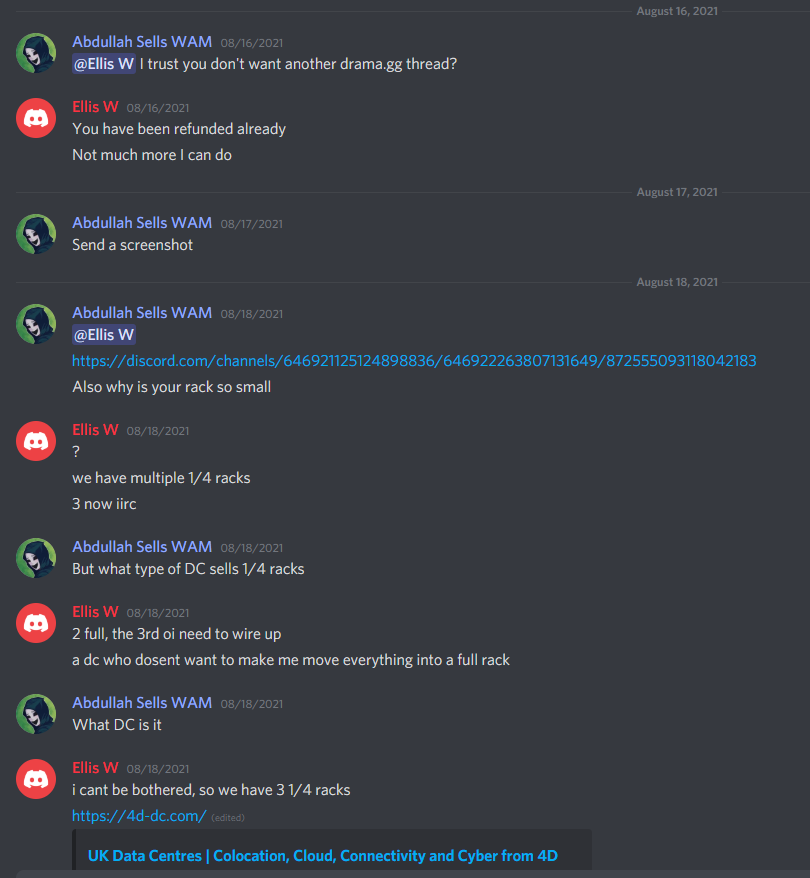 August 16, 2021
Abdullah Sells WAM 08/16/2021
@Ellis W I trust you don't want another drama.gg thread?
Ellis W 08/16/2021
You have been refunded already
Not much more I can do
August 17, 2021
Abdullah Sells WAM 08/17/2021
Send a screenshot
August 18, 2021
Abdullah Sells WAM 08/18/2021
@Ellis W
https://discord.com/channels/646921125124898836/646922263807131649/872555093118042183
Also why is your rack so small
Ellis W 08/18/2021
?
we have multiple 1/4 racks
3 now iirc
Abdullah Sells WAM 08/18/2021
But what type of DC sells 1/4 racks
Ellis W 08/18/2021
2 full, the 3rd oi need to wire up
a dc who dosent want to make me move everything into a full rack
Abdullah Sells WAM 08/18/2021
What DC is it
Ellis W 08/18/2021
i cant be bothered, so we have 3 1/4 racks
https://4d-dc.com/ (edited)
UK Data Centres | Colocation, Cloud, Connectivity and Cyber from 4D